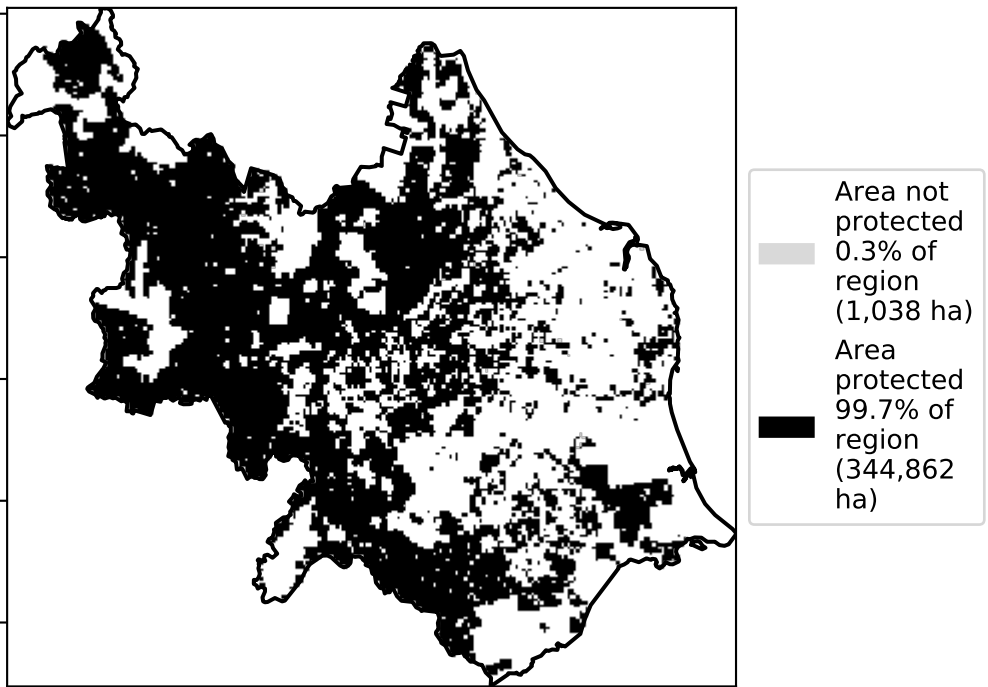 Area not
protected
0.3% of
region
(1,038 ha)
Area
protected
99.7% of
region
(344,862
ha)